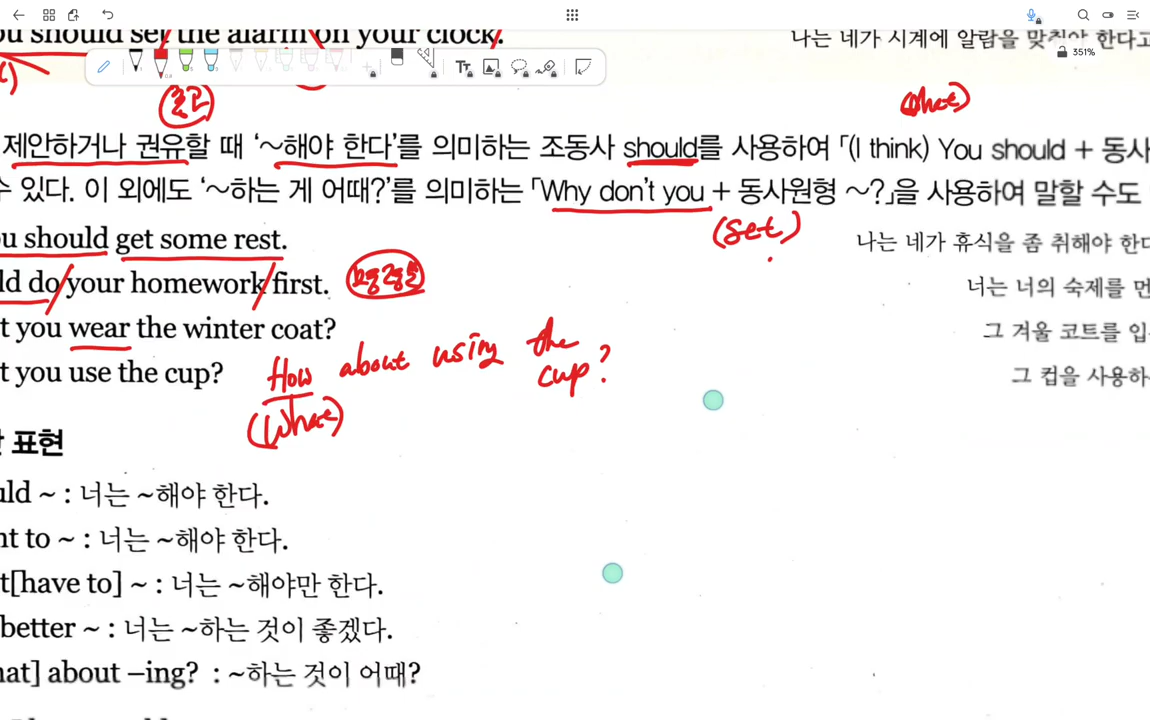 ou should set the alarm on your clock.
나는 네가 시계에 알람을 맞춰야 한다고
351%
(충고)
(that)
제안하거나 권유할 때 ‘~해야 한다’를 의미하는 조동사 should를 사용하여 「(I think) You should + 동사
수 있다. 이 외에도 ‘~하는 게 어때?’를 의미하는 「Why don't you + 동사원형 ~?」을 사용하여 말할 수도
(set)
ou should get some rest.
나는 네가 휴식을 좀 취해야 한다
ld do your homework first.
너는 너의 숙제를 먼
t you wear the winter coat?
그 겨울 코트를 입
t you use the cup?
How about using the cup?
(What)
그 컵을 사용하
표현
uld ~ : 너는 ~해야 한다.
ht to ~ : 너는 ~해야 한다.
t[have to] ~ : 너는 ~해야만 한다.
better ~ : 너는 ~하는 것이 좋겠다.
hat] about –ing? : ~하는 것이 어때?